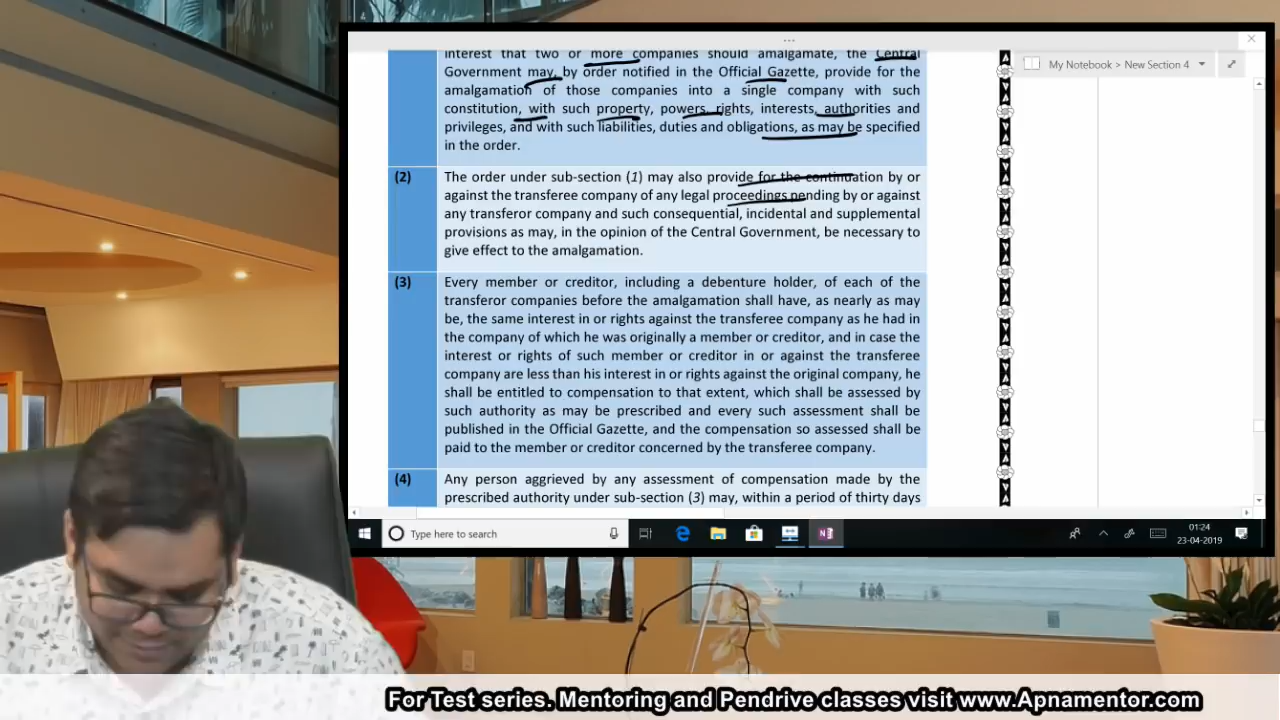 interest that two or more companies should amalgamate, the Central
Government may, by order notified in the Official Gazette, provide for the
amalgamation of those companies into a single company with such
constitution, with such property, powers, rights, interests, authorities and
privileges, and with such liabilities, duties and obligations, as may be specified
in the order.
(2) The order under sub-section (1) may also provide for the continuation by or
against the transferee company of any legal proceedings pending by or against
any transferor company and such consequential, incidental and supplemental
provisions as may, in the opinion of the Central Government, be necessary to
give effect to the amalgamation.
(3) Every member or creditor, including a debenture holder, of each of the
transferor companies before the amalgamation shall have, as nearly as may
be, the same interest in or rights against the transferee company as he had in
the company of which he was originally a member or creditor, and in case the
interest or rights of such member or creditor in or against the transferee
company are less than his interest in or rights against the original company, he
shall be entitled to compensation to that extent, which shall be assessed by
such authority as may be prescribed and every such assessment shall be
published in the Official Gazette, and the compensation so assessed shall be
paid to the member or creditor concerned by the transferee company.
(4) Any person aggrieved by any assessment of compensation made by the
prescribed authority under sub-section (3) may, within a period of thirty days
My Notebook > New Section 4
Type here to search
01:24
23-04-2019
For Test series. Mentoring and Pendrive classes visit www.Apnamentor.com